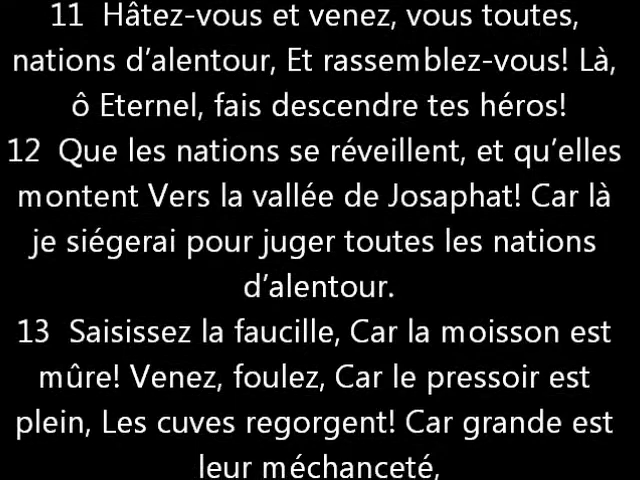 11 Hâtez-vous et venez, vous toutes,
nations d’alentour, Et rassemblez-vous! Là,
ô Eternel, fais descendre tes héros!
12 Que les nations se réveillent, et qu’elles
montent Vers la vallée de Josaphat! Car là
je siégerai pour juger toutes les nations
d’alentour.
13 Saisissez la faucille, Car la moisson est
mûre! Venez, foulez, Car le pressoir est
plein, Les cuves regorgent! Car grande est
leur méchanceté,